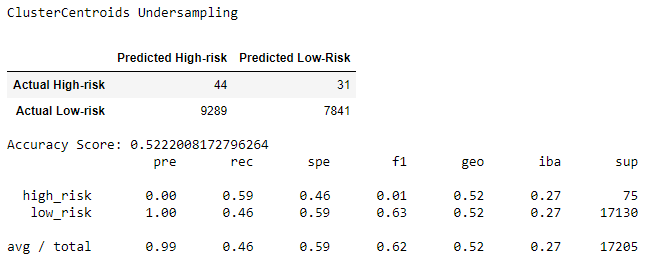 ClusterCentroids Undersampling
Predicted High-risk Predicted Low-Risk
Actual High-risk 44 31
Actual Low-risk 9289 7841
Accuracy Score: 0.5222008172796264
pre rec spe f1 geo iba sup
high_risk 0.00 0.59 0.46 0.01 0.52 0.27 75
low_risk 1.00 0.46 0.59 0.63 0.52 0.27 17130
avg / total 0.99 0.46 0.59 0.62 0.52 0.27 17205